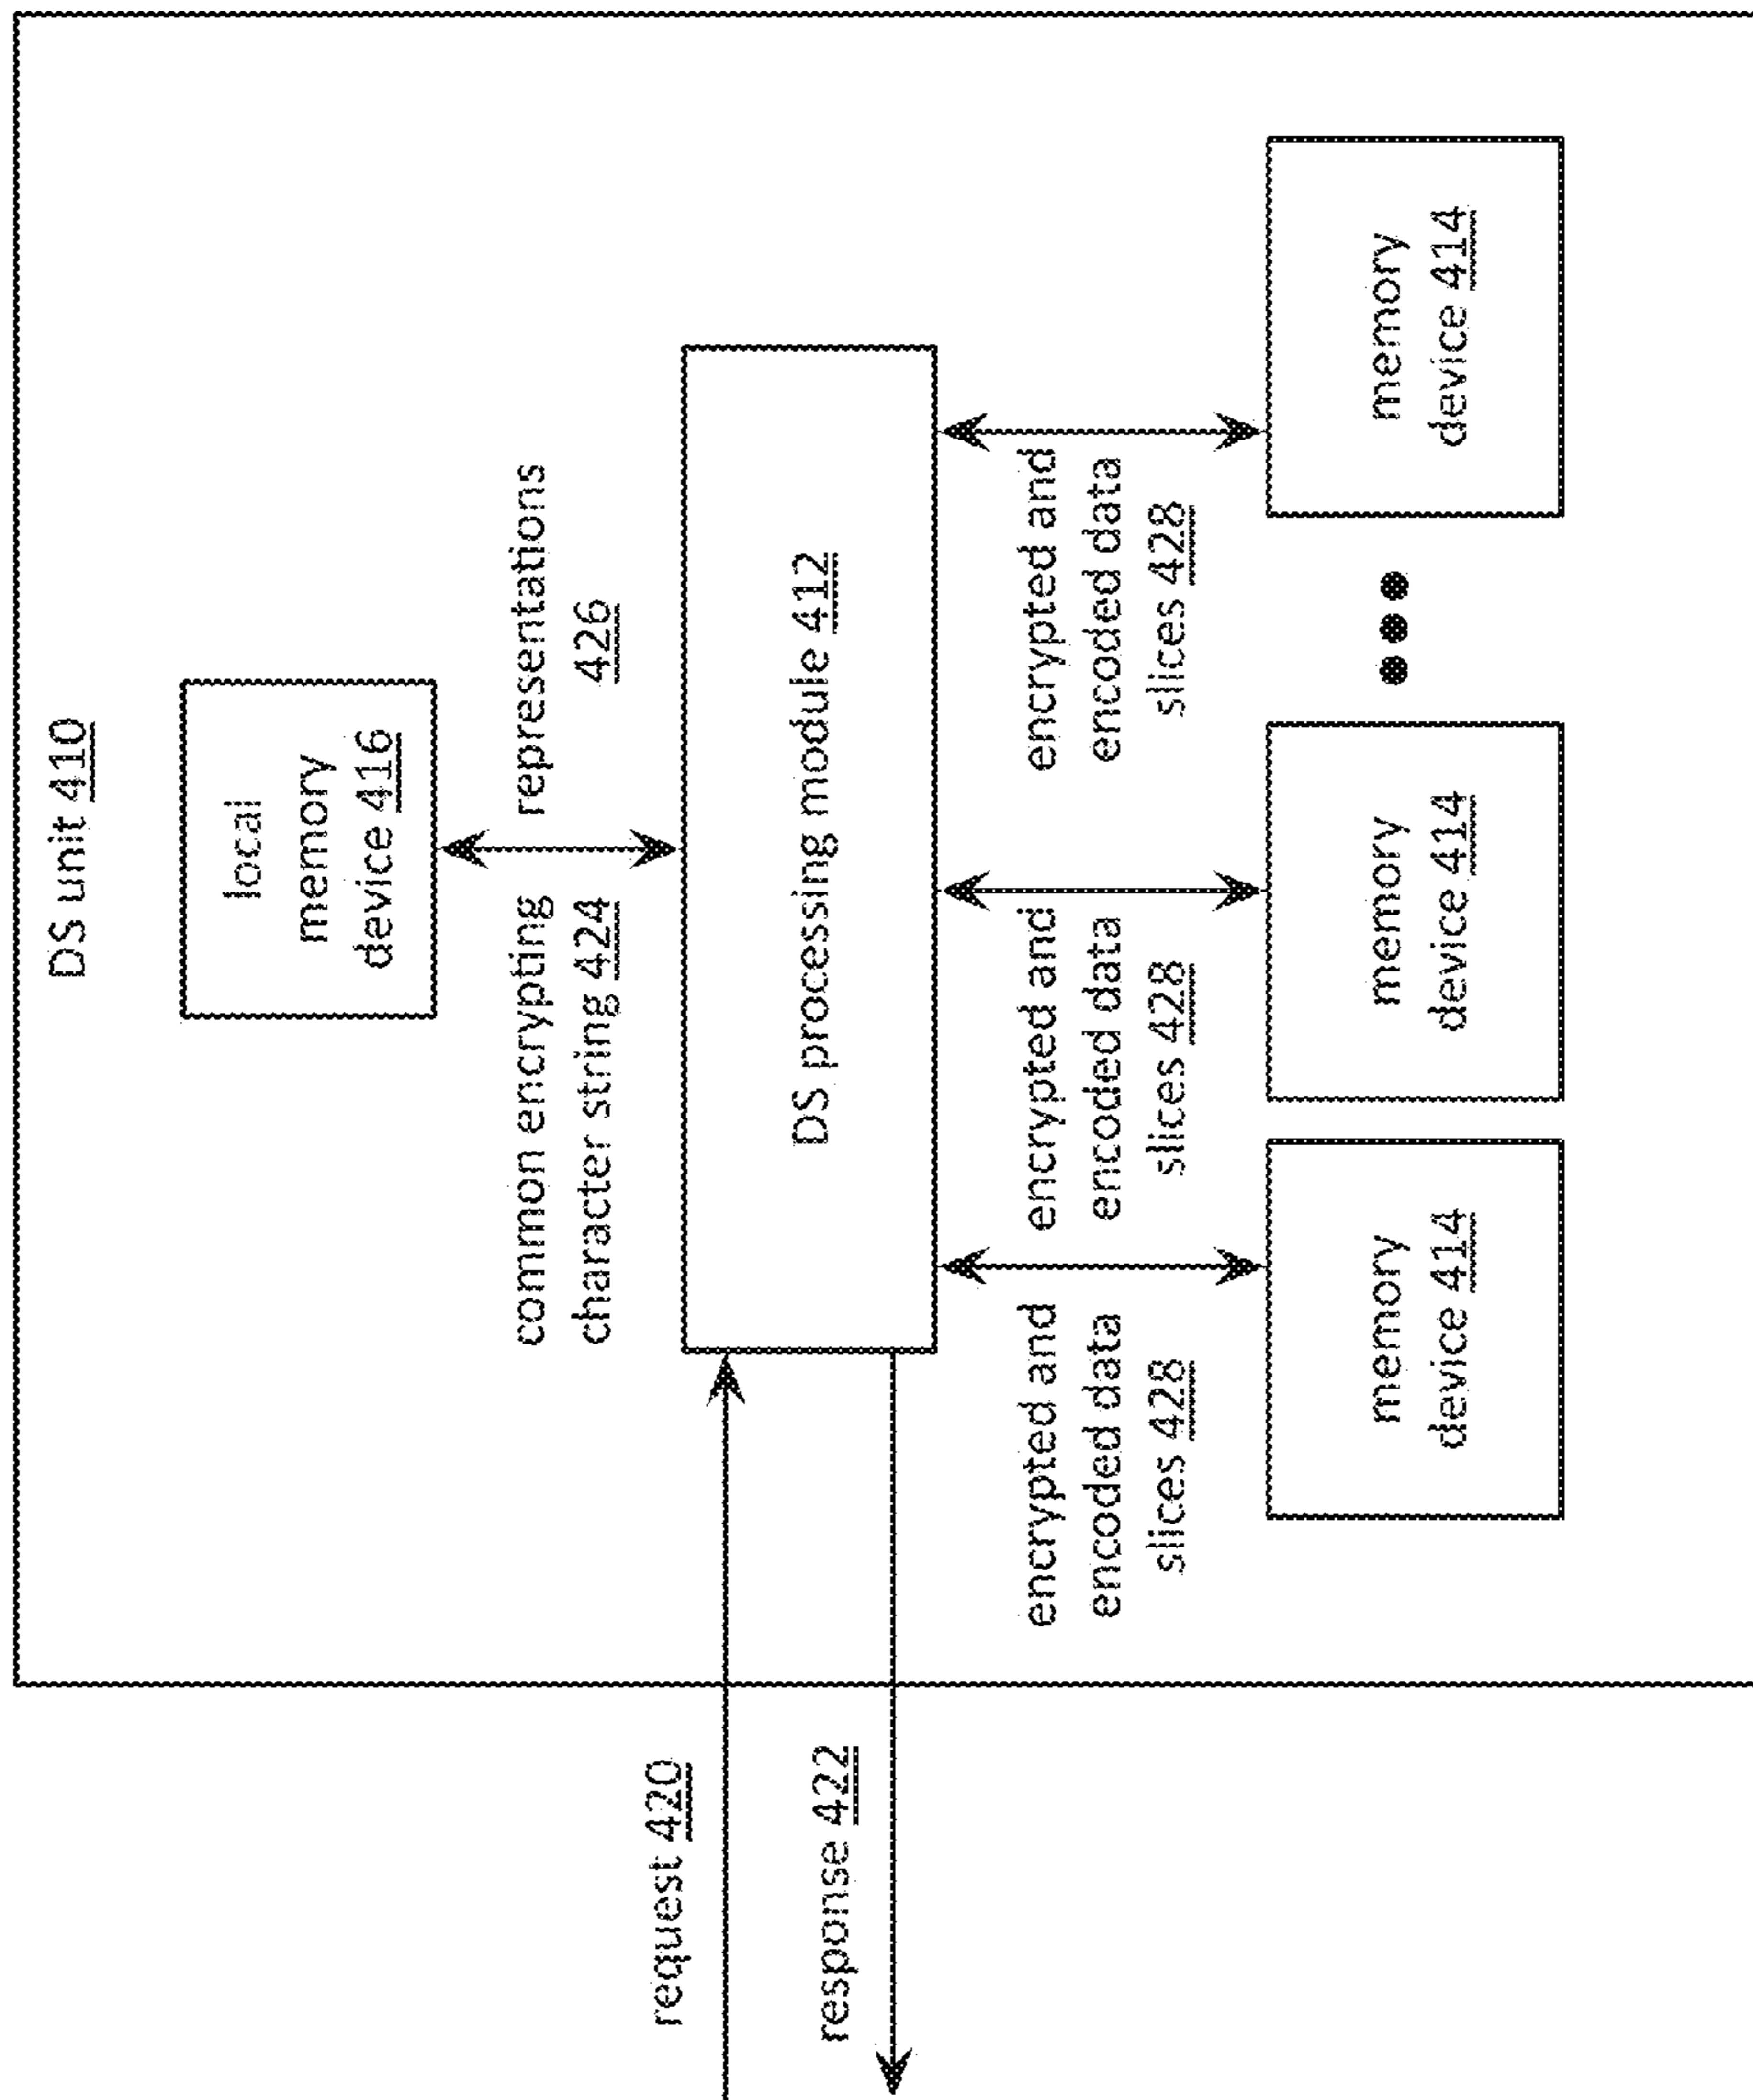 DS unit 410
local
memory
device 416
common encrypting
character string 424
representations
426
request 420
response 422
DS processing module 412
encrypted and
encoded data
slices 428
encrypted and
encoded data
slices 428
encrypted and
encoded data
slices 428
memory
device 414
memory
device 414
memory
device 414